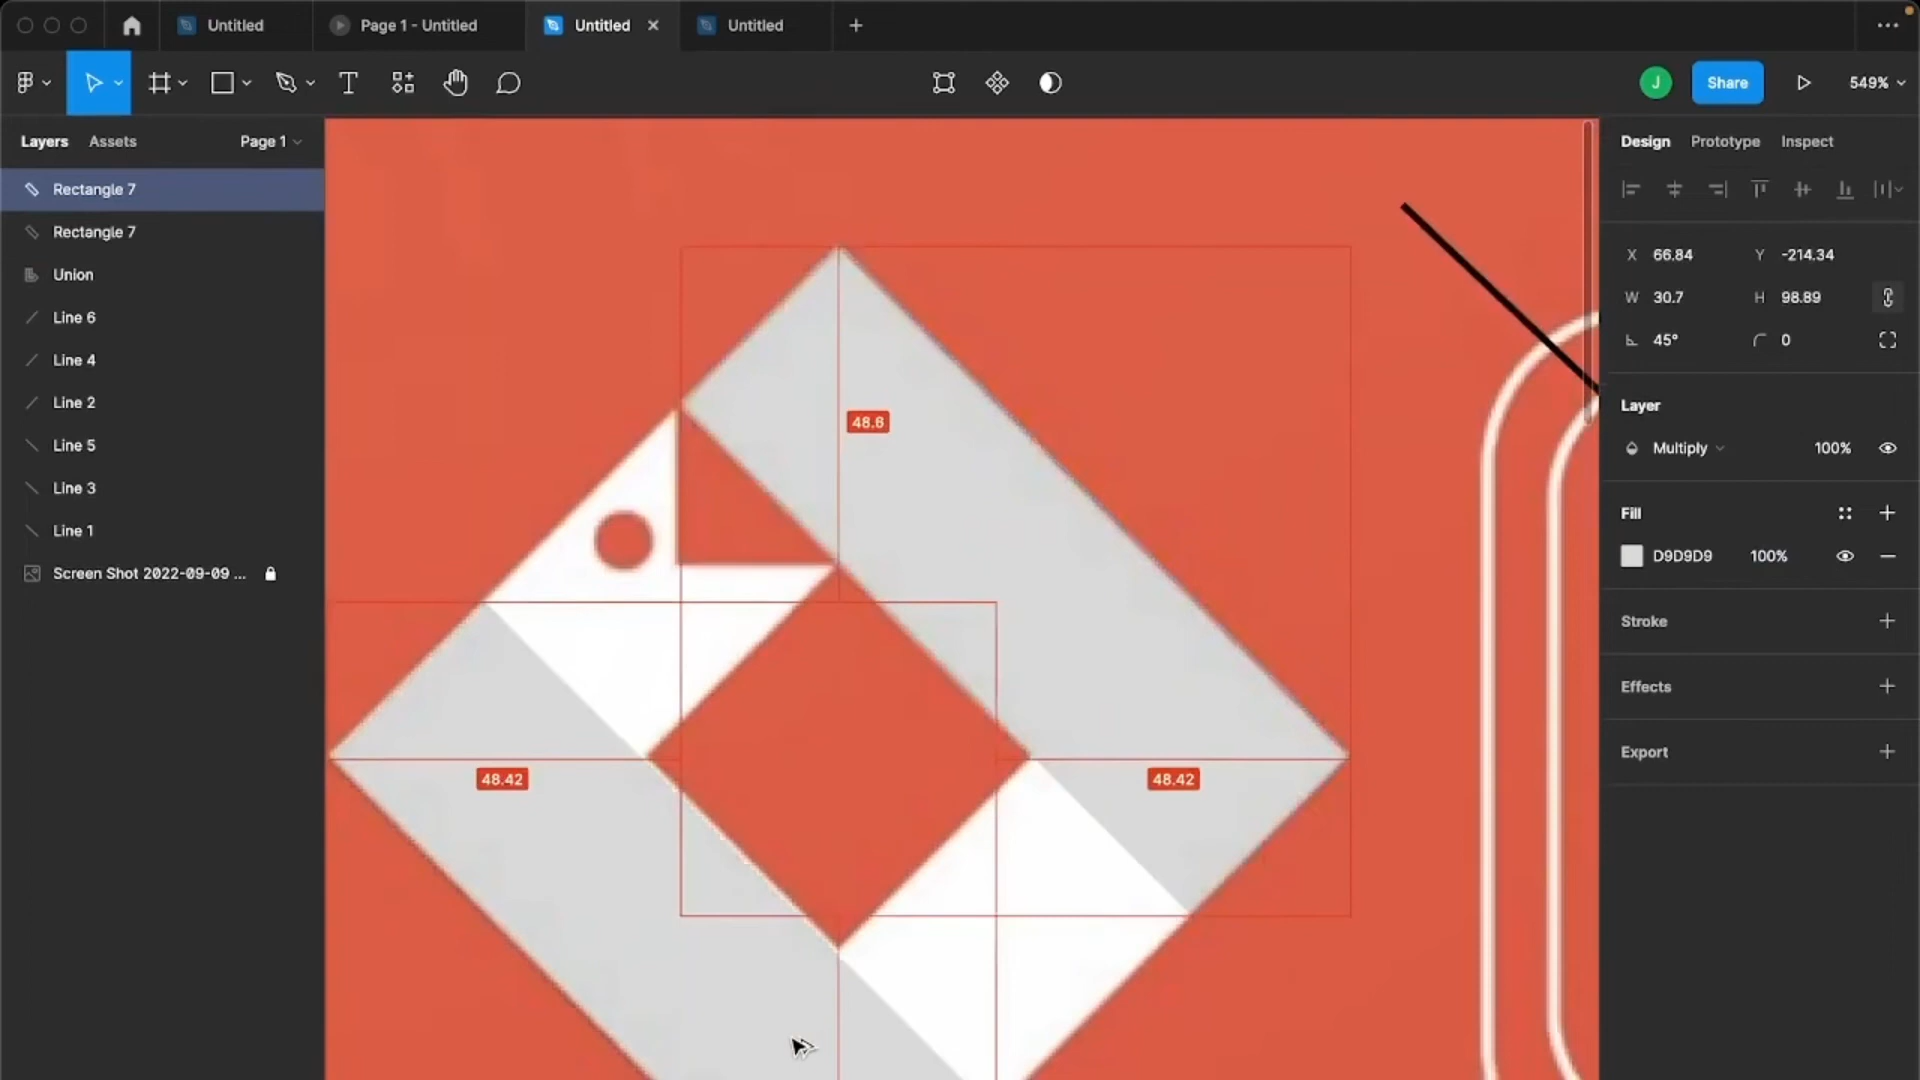 Untitled
Page 1 - Untitled
Untitled
Untitled
J
Share
549%
Layers
Assets
Page 1
Design
Prototype
Inspect
Rectangle 7
Rectangle 7
Union
Line 6
Line 4
Line 2
Line 5
Line 3
Line 1
Screen Shot 2022-09-09 ...
48.6
48.42
48.42
X 66.84 Y -214.34
W 30.7 H 98.89
45° 0
Layer
Multiply 100%
Fill
D9D9D9 100%
Stroke
Effects
Export